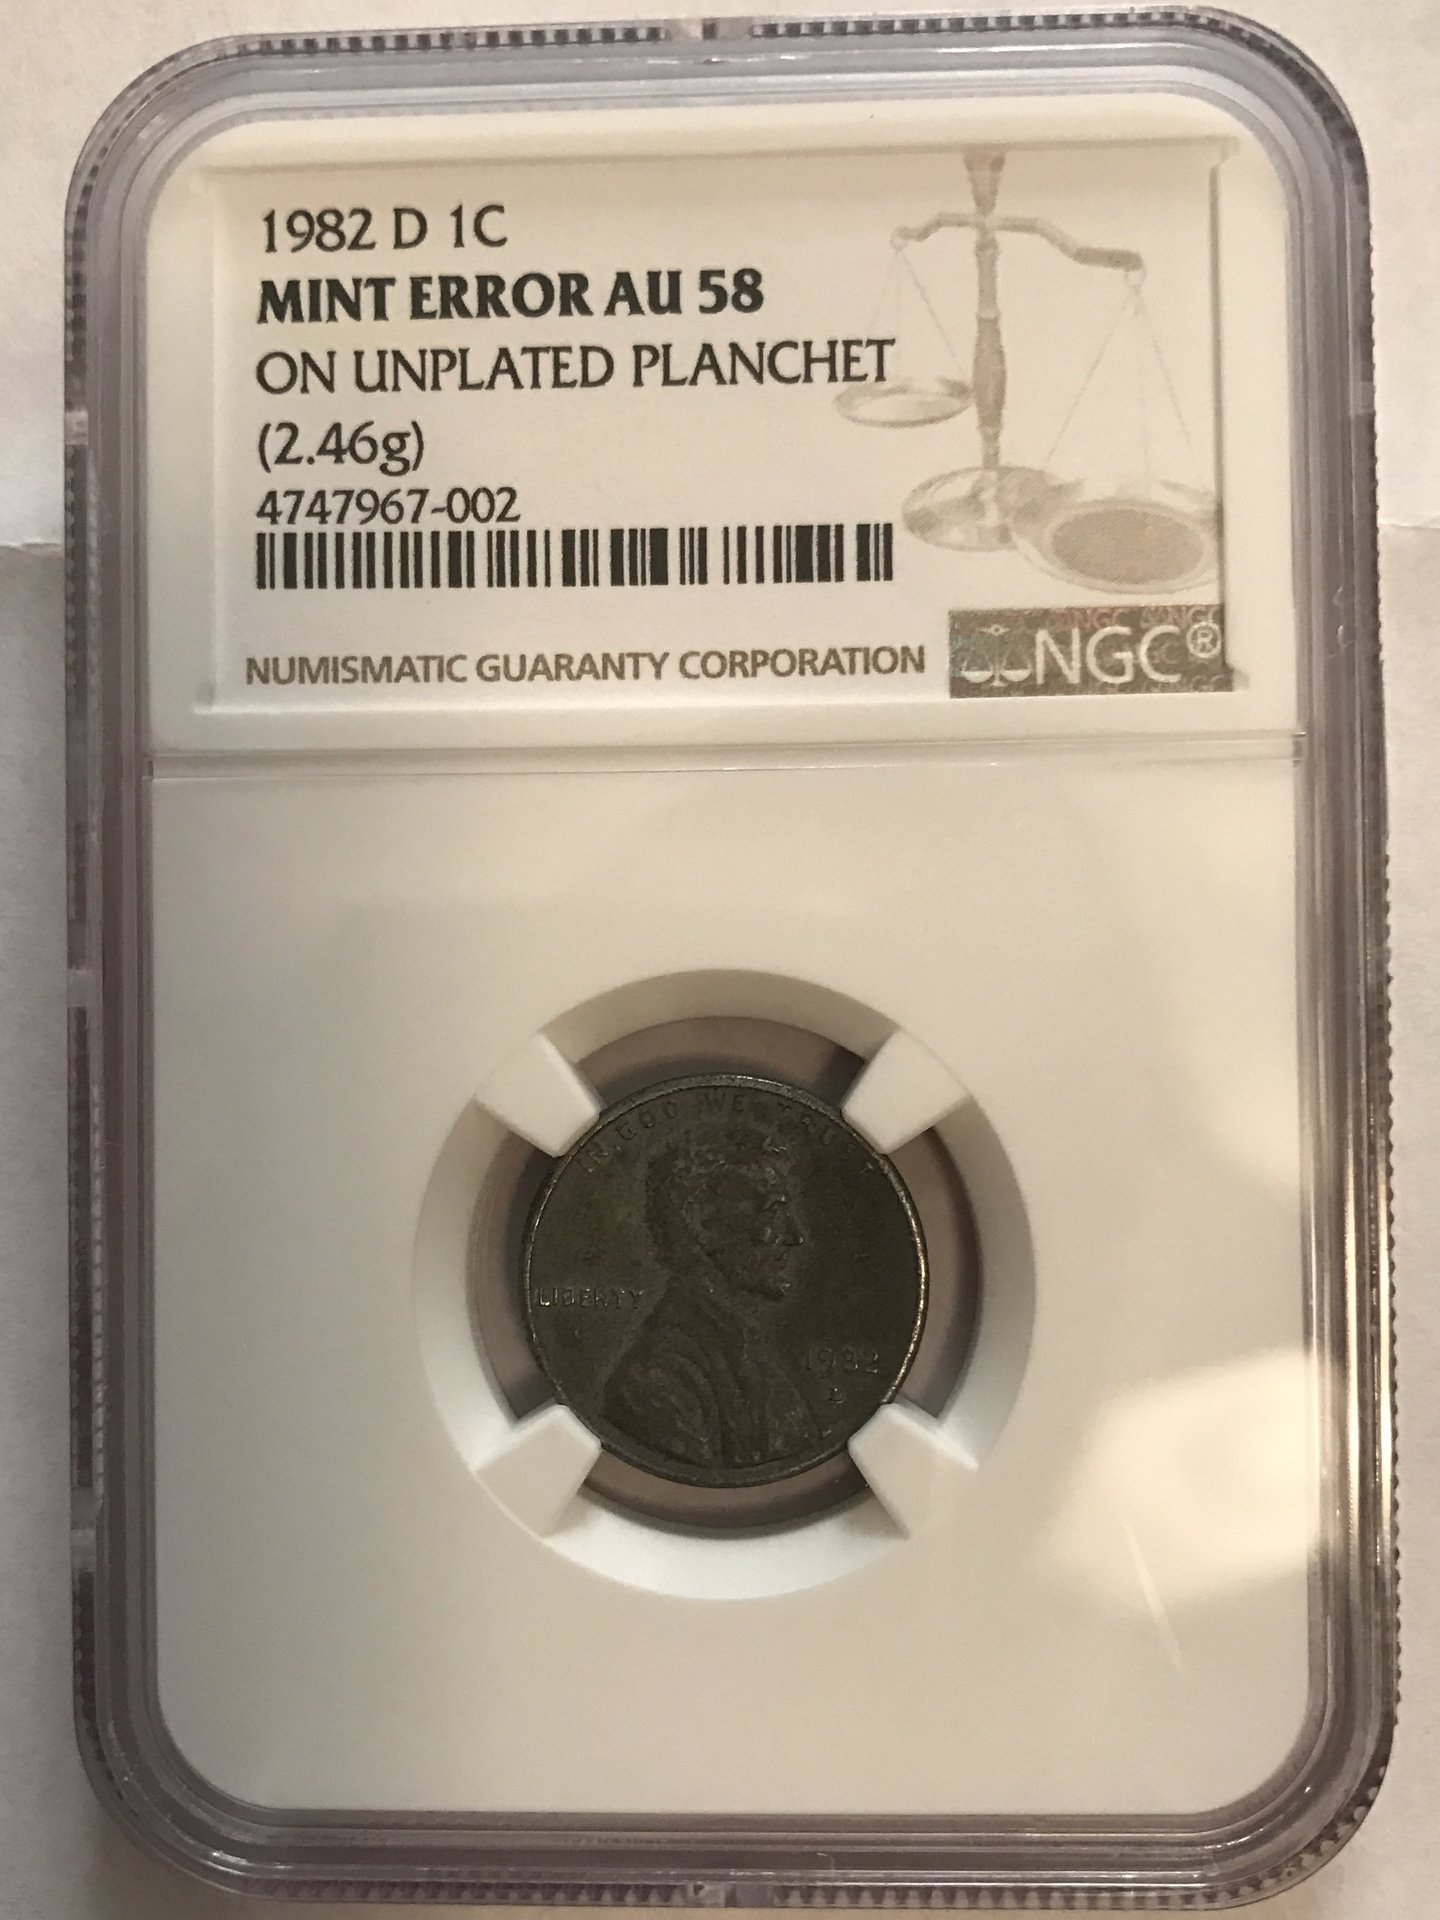 1982 D 1C
MINT ERROR AU 58
ON UNPLATED PLANCHET
(2.46g)
4747967-002
NUMISMATIC GUARANTY CORPORATION
NGC®
IN GOD WE TRUST
LIBERTY
1982
D